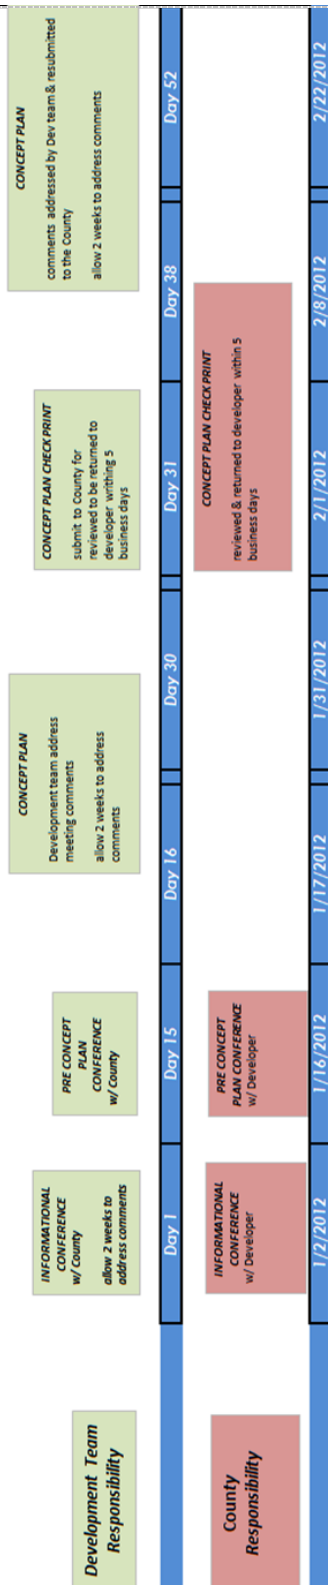 Development Team
Responsibility
INFORMATIONAL
CONFERENCE
w/ County
allow 2 weeks to
address comments
PRE CONCEPT
PLAN
CONFERENCE
w/ County
CONCEPT PLAN
Development team address
meeting comments
allow 2 weeks to address
comments
CONCEPT PLAN CHECK PRINT
submit to County for
reviewed to be returned to
developer writhing 5
business days
CONCEPT PLAN
comments addressed by Dev team & resubmitted
to the County
allow 2 weeks to address comments
Day 1
Day 15
Day 16
Day 30
Day 31
Day 38
Day 52
County
Responsibility
INFORMATIONAL
CONFERENCE
w/ Developer
PRE CONCEPT
PLAN CONFERENCE
w/ Developer
CONCEPT PLAN CHECK PRINT
reviewed & returned to developer within 5
business days
1/2/2012
1/16/2012
1/17/2012
1/31/2012
2/1/2012
2/8/2012
2/22/2012